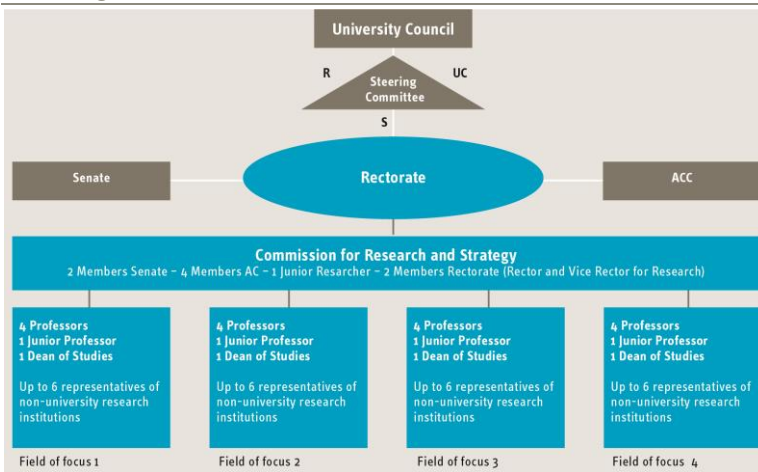 University Council
R
UC
Steering
Committee
S
Senate
Rectorate
ACC
Commission for Research and Strategy
2 Members Senate – 4 Members AC – 1 Junior Resarcher – 2 Members Rectorate (Rector and Vice Rector for Research)
4 Professors
1 Junior Professor
1 Dean of Studies
Up to 6 representatives of
non-university research
institutions
Field of focus 1
4 Professors
1 Junior Professor
1 Dean of Studies
Up to 6 representatives of
non-university research
institutions
Field of focus 2
4 Professors
1 Junior Professor
1 Dean of Studies
Up to 6 representatives of
non-university research
institutions
Field of focus 3
4 Professors
1 Junior Professor
1 Dean of Studies
Up to 6 representatives of
non-university research
institutions
Field of focus 4